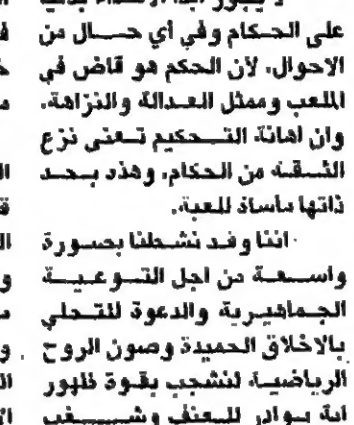 على الحكام وفي أي حال من
الاحوال، لأن الحكم هو قاض في
الملعب وممثل العدالة والنزاهة،
وان اهانة التحكيم تعني نزع
الثقة من الحكام، وهذه بحد
ذاتها مأساة للعبة.
اننا وقد نشطنا بصورة
واسعة من اجل التوعية
الجماهيرية والدعوة للتحلي
بالاخلاق الحميدة وصون الروح
الرياضية لنشجب بقوة ظهور
اية بوادر للعنف وشغب